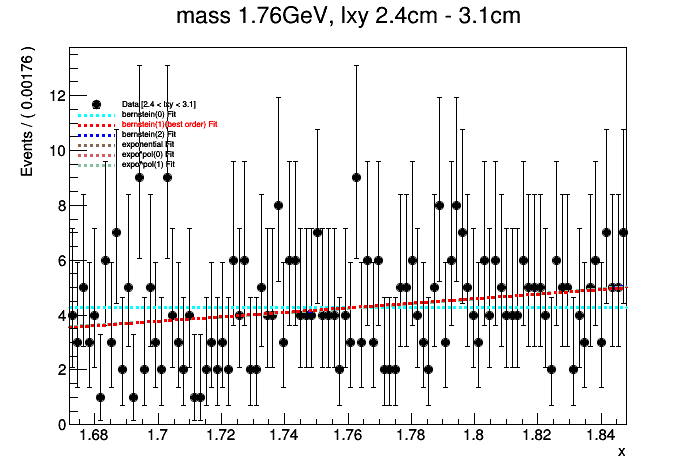 mass 1.76GeV, lxy 2.4cm - 3.1cm
Events / ( 0.00176 )
12
10
8
6
4
2
0
Data [2.4 < lxy < 3.1]
bernstein(0) Fit
bernstein(1)(best order) Fit
bernstein(2) Fit
exponential Fit
expo*pol(0) Fit
expo*pol(1) Fit
1.68 1.7 1.72 1.74 1.76 1.78 1.8 1.82 1.84
x